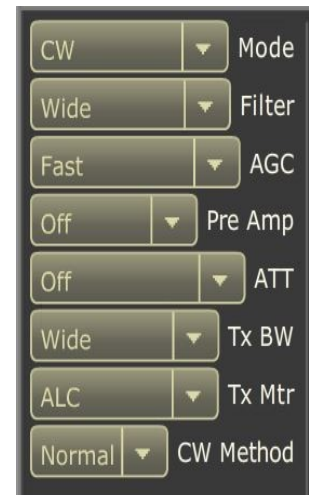 CW Mode
Wide Filter
Fast AGC
Off Pre Amp
Off ATT
Wide Tx BW
ALC Tx Mtr
Normal CW Method